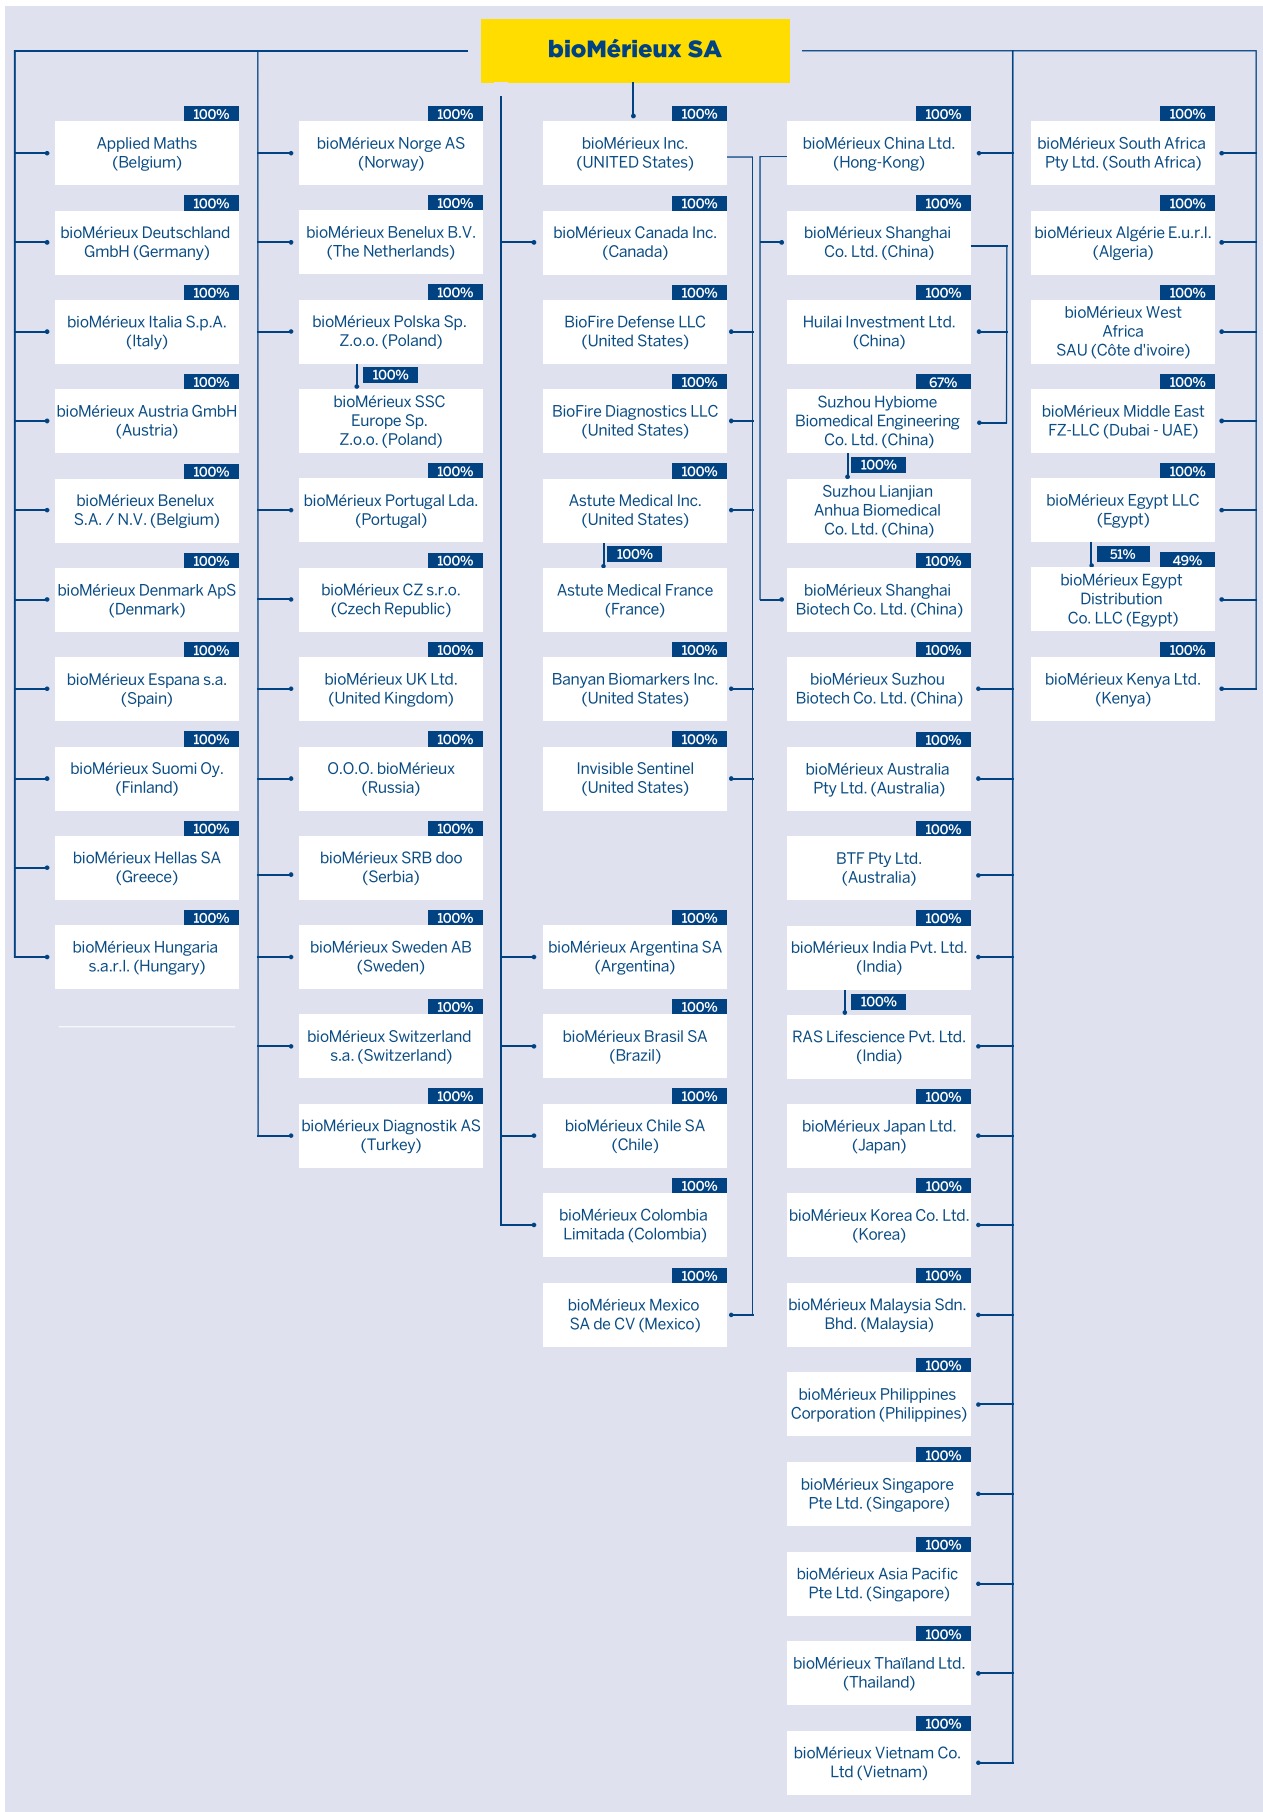 bioMérieux SA
100%
Applied Maths
(Belgium)
100%
bioMérieux Deutschland
GmbH (Germany)
100%
bioMérieux Italia S.p.A.
(Italy)
100%
bioMérieux Austria GmbH
(Austria)
100%
bioMérieux Benelux
S.A. / N.V. (Belgium)
100%
bioMérieux Denmark ApS
(Denmark)
100%
bioMérieux Espana s.a.
(Spain)
100%
bioMérieux Suomi Oy.
(Finland)
100%
bioMérieux Hellas SA
(Greece)
100%
bioMérieux Hungaria
s.a.r.l. (Hungary)
100%
bioMérieux Norge AS
(Norway)
100%
bioMérieux Benelux B.V.
(The Netherlands)
100%
bioMérieux Polska Sp.
Z.o.o. (Poland)
100%
bioMérieux SSC
Europe Sp.
Z.o.o. (Poland)
100%
bioMérieux Portugal Lda.
(Portugal)
100%
bioMérieux CZ s.r.o.
(Czech Republic)
100%
bioMérieux UK Ltd.
(United Kingdom)
100%
O.O.O. bioMérieux
(Russia)
100%
bioMérieux SRB doo
(Serbia)
100%
bioMérieux Sweden AB
(Sweden)
100%
bioMérieux Switzerland
s.a. (Switzerland)
100%
bioMérieux Diagnostik AS
(Turkey)
100%
bioMérieux Inc.
(UNITED States)
100%
bioMérieux Canada Inc.
(Canada)
100%
BioFire Defense LLC
(United States)
100%
BioFire Diagnostics LLC
(United States)
100%
Astute Medical Inc.
(United States)
100%
Astute Medical France
(France)
100%
Banyan Biomarkers Inc.
(United States)
100%
Invisible Sentinel
(United States)
100%
bioMérieux Argentina SA
(Argentina)
100%
bioMérieux Brasil SA
(Brazil)
100%
bioMérieux Chile SA
(Chile)
100%
bioMérieux Colombia
Limitada (Colombia)
100%
bioMérieux Mexico
SA de CV (Mexico)
100%
bioMérieux China Ltd.
(Hong-Kong)
100%
bioMérieux Shanghai
Co. Ltd. (China)
100%
Huilai Investment Ltd.
(China)
67%
Suzhou Hybiome
Biomedical Engineering
Co. Ltd. (China)
100%
Suzhou Lianjian
Anhua Biomedical
Co. Ltd. (China)
100%
bioMérieux Shanghai
Biotech Co. Ltd. (China)
100%
bioMérieux Suzhou
Biotech Co. Ltd. (China)
100%
bioMérieux Australia
Pty Ltd. (Australia)
100%
BTF Pty Ltd.
(Australia)
100%
bioMérieux India Pvt. Ltd.
(India)
100%
RAS Lifescience Pvt. Ltd.
(India)
100%
bioMérieux Japan Ltd.
(Japan)
100%
bioMérieux Korea Co. Ltd.
(Korea)
100%
bioMérieux Malaysia Sdn.
Bhd. (Malaysia)
100%
bioMérieux Philippines
Corporation (Philippines)
100%
bioMérieux Singapore
Pte Ltd. (Singapore)
100%
bioMérieux Asia Pacific
Pte Ltd. (Singapore)
100%
bioMérieux Thaïland Ltd.
(Thailand)
100%
bioMérieux Vietnam Co.
Ltd (Vietnam)
100%
bioMérieux South Africa
Pty Ltd. (South Africa)
100%
bioMérieux Algérie E.u.r.l.
(Algeria)
100%
bioMérieux West
Africa
SAU (Côte d'ivoire)
100%
bioMérieux Middle East
FZ-LLC (Dubai - UAE)
100%
bioMérieux Egypt LLC
(Egypt)
51%
49%
bioMérieux Egypt
Distribution
Co. LLC (Egypt)
100%
bioMérieux Kenya Ltd.
(Kenya)